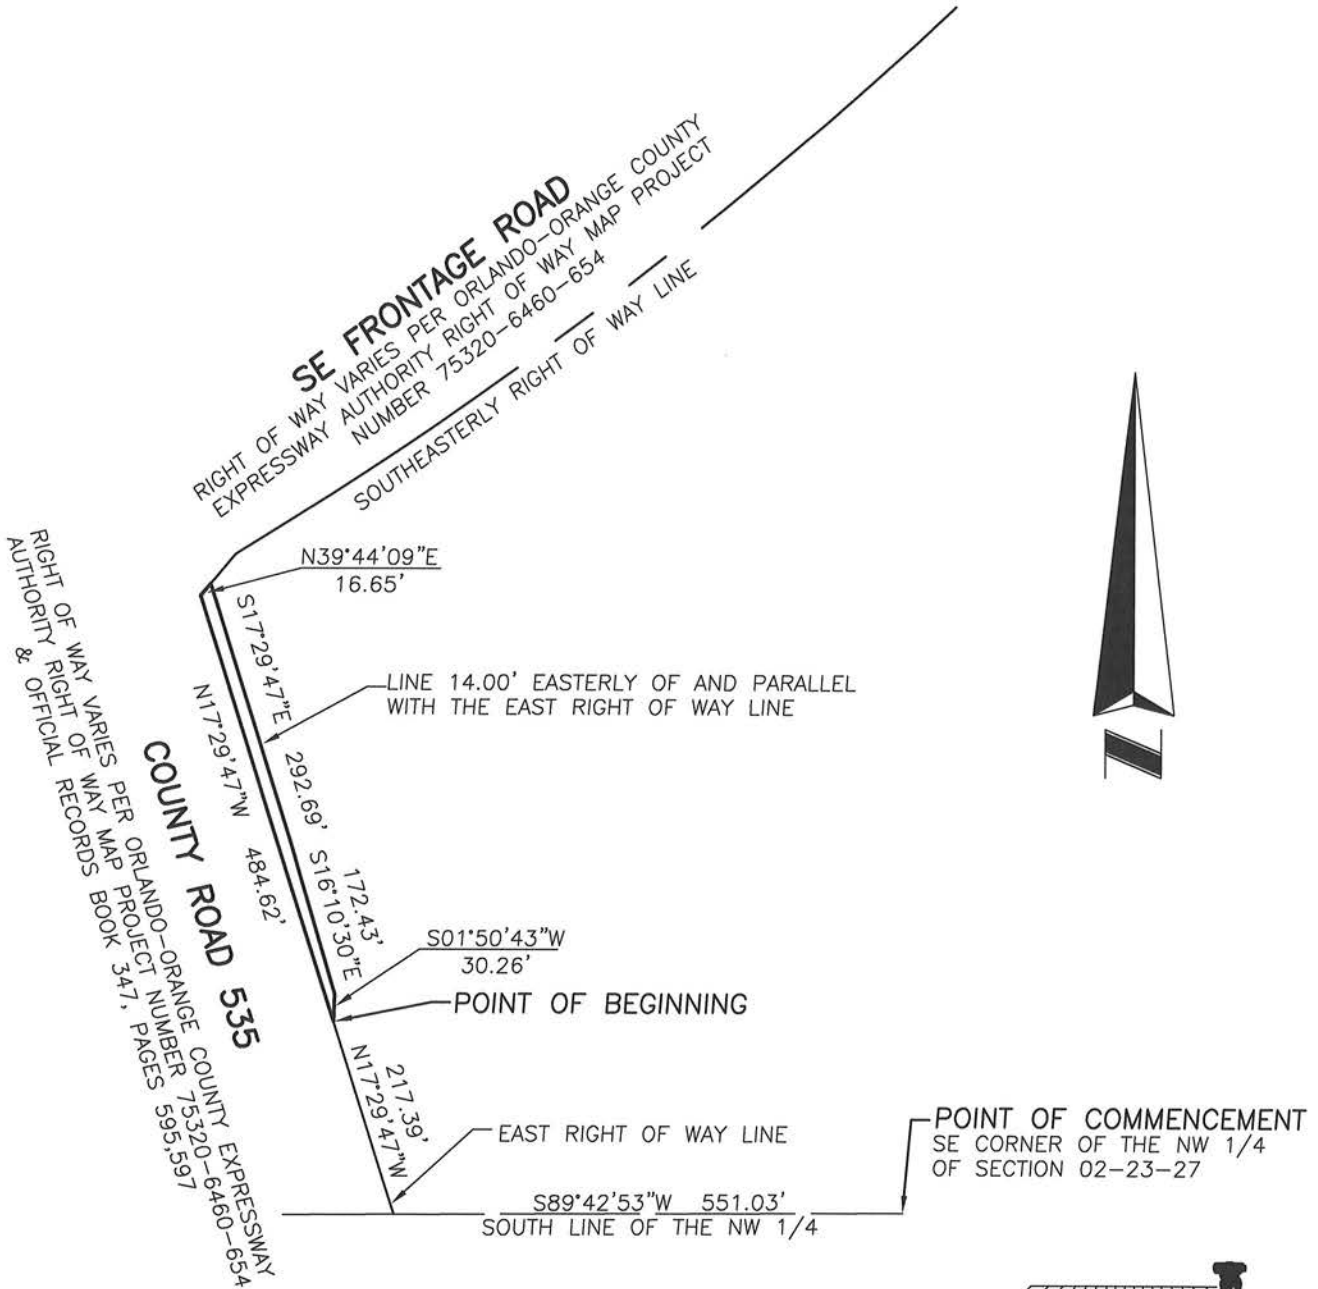 SE FRONTAGE ROAD
RIGHT OF WAY VARIES PER ORLANDO-ORANGE COUNTY
EXPRESSWAY AUTHORITY RIGHT OF WAY MAP PROJECT
NUMBER 75320-6460-654
SOUTHEASTERLY RIGHT OF WAY LINE
N39°44'09"E
16.65'
S17°29'47"E 292.69'
LINE 14.00' EASTERLY OF AND PARALLEL
WITH THE EAST RIGHT OF WAY LINE
N17°29'47"W 484.62'
172.43'
S16°10'30"E
COUNTY ROAD 535
RIGHT OF WAY VARIES PER ORLANDO-ORANGE COUNTY EXPRESSWAY
AUTHORITY RIGHT OF WAY MAP PROJECT NUMBER 75320-6460-654
& OFFICIAL RECORDS BOOK 347, PAGES 595,597
S01°50'43"W
30.26'
POINT OF BEGINNING
217.39'
N17°29'47"W
EAST RIGHT OF WAY LINE
POINT OF COMMENCEMENT
SE CORNER OF THE NW 1/4
OF SECTION 02-23-27
S89°42'53"W 551.03'
SOUTH LINE OF THE NW 1/4
N